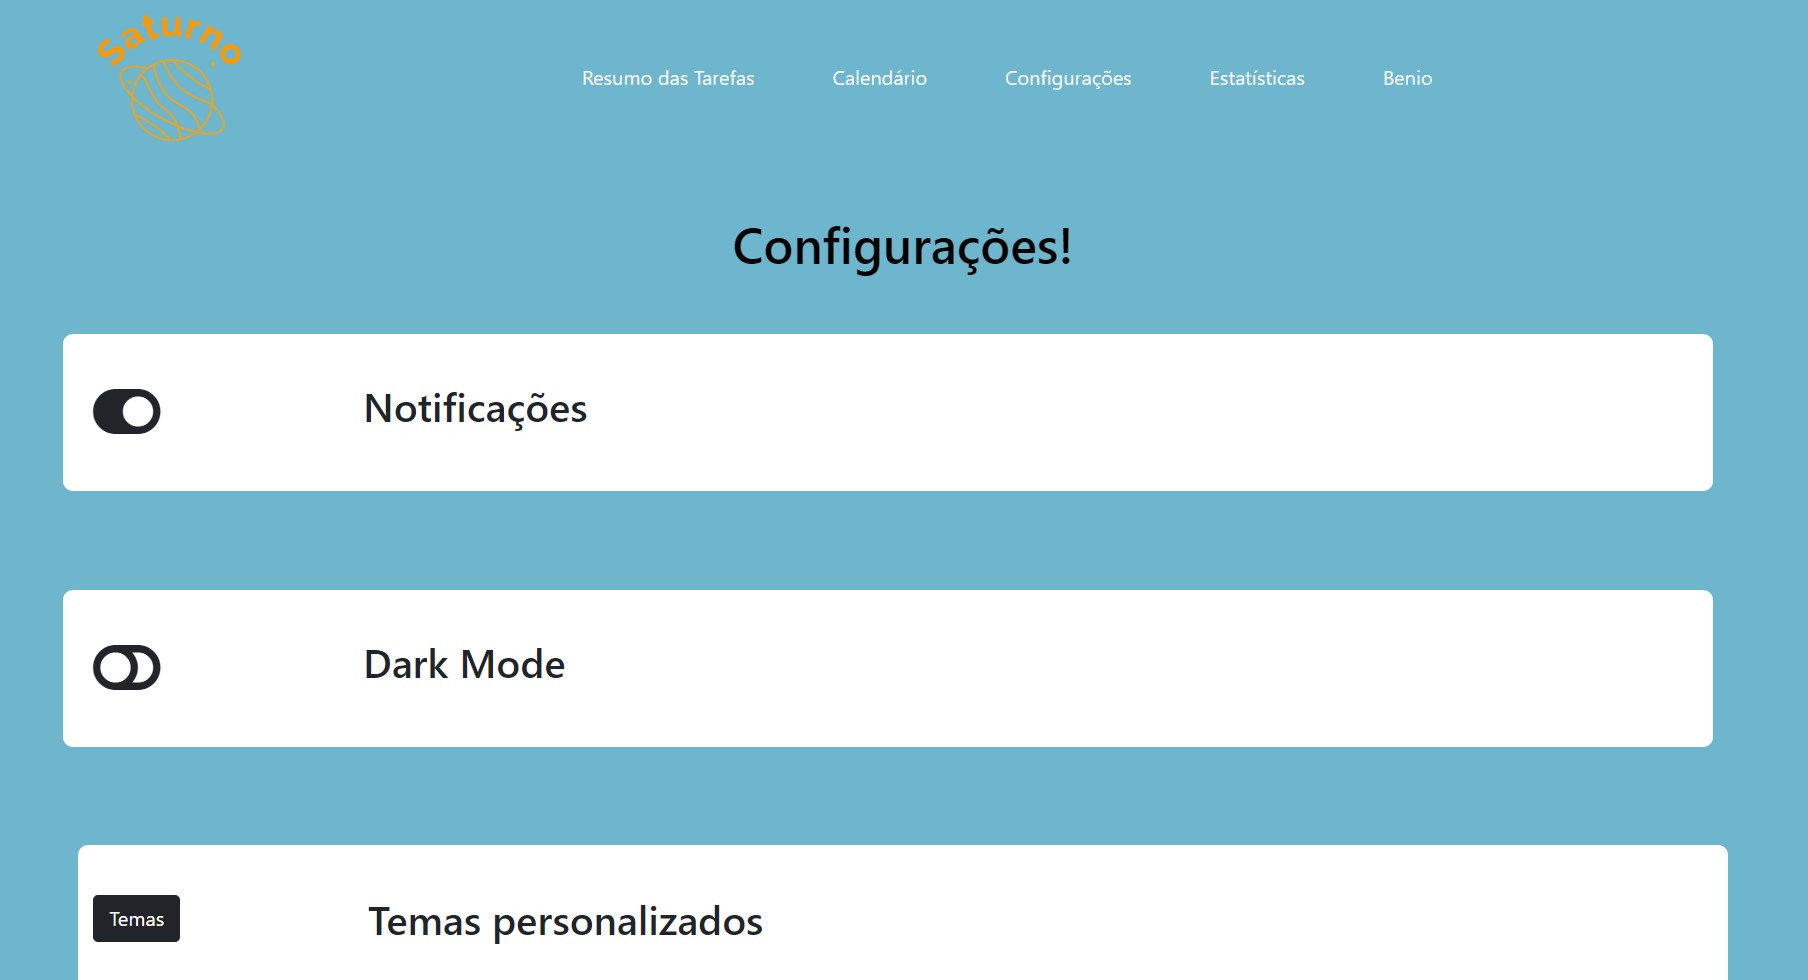 Saturno
Resumo das Tarefas Calendário Configurações Estatísticas Benio
Configurações!
Notificações
Dark Mode
Temas Temas personalizados